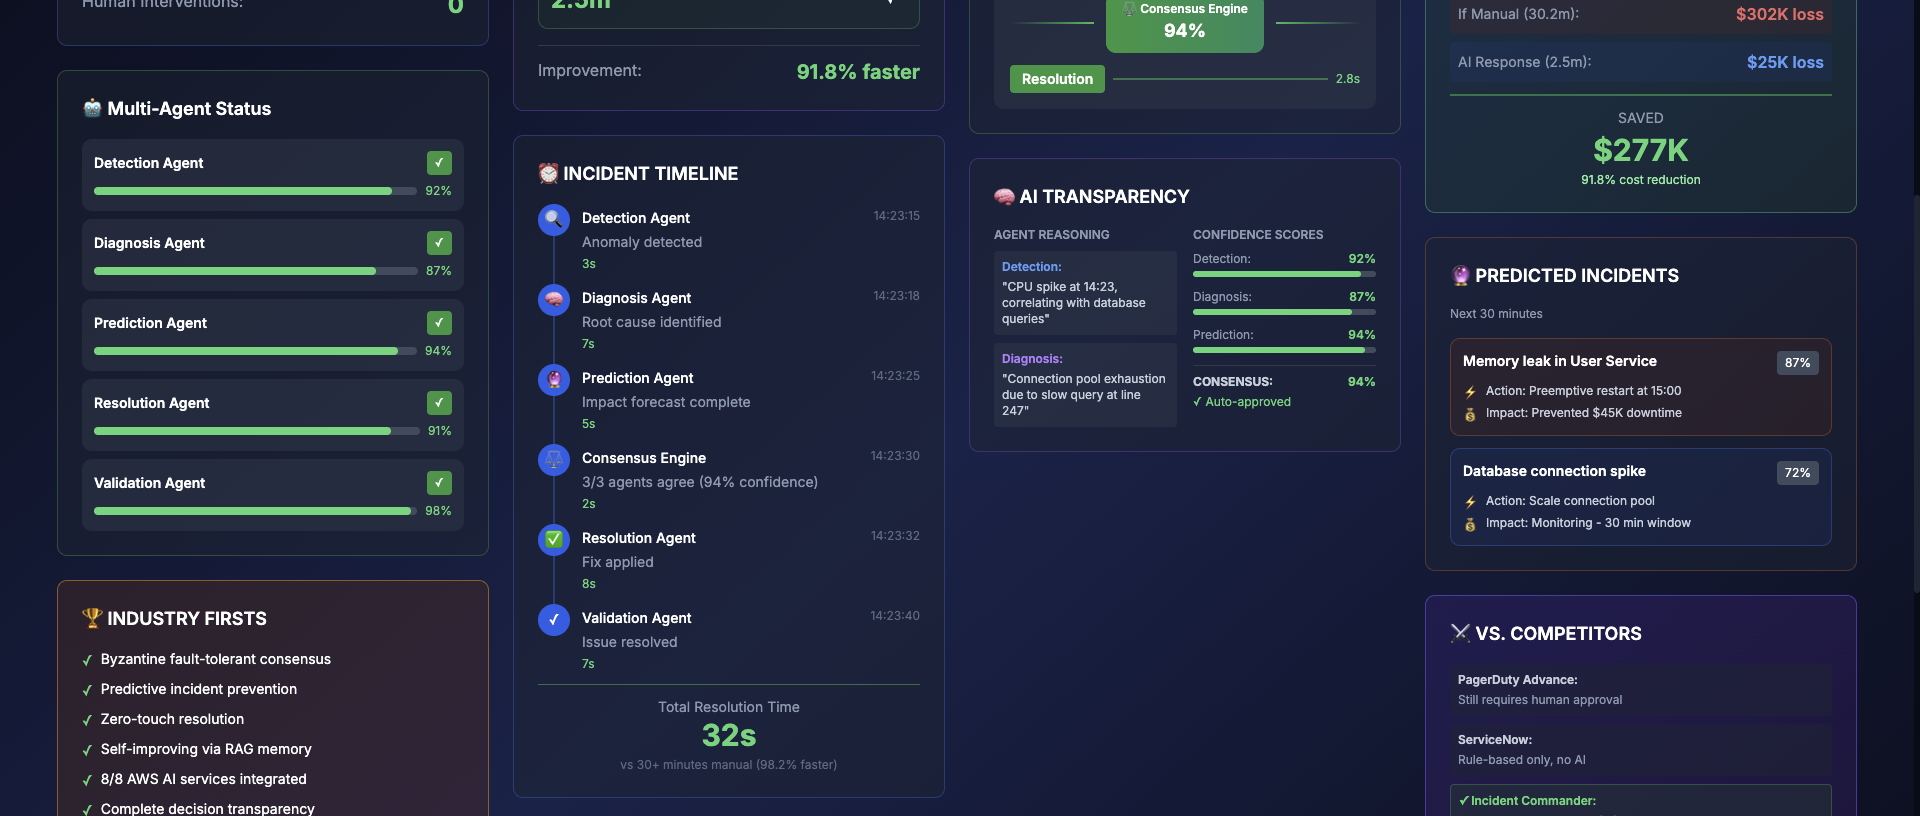 Human Interventions:
0
🤖 Multi-Agent Status
Detection Agent
✓
92%
Diagnosis Agent
✓
87%
Prediction Agent
✓
94%
Resolution Agent
✓
91%
Validation Agent
✓
98%
🏆 INDUSTRY FIRSTS
✓ Byzantine fault-tolerant consensus
✓ Predictive incident prevention
✓ Zero-touch resolution
✓ Self-improving via RAG memory
✓ 8/8 AWS AI services integrated
✓ Complete decision transparency
2.5m
Improvement:
91.8% faster
⏰ INCIDENT TIMELINE
Detection Agent
14:23:15
Anomaly detected
3s
Diagnosis Agent
14:23:18
Root cause identified
7s
Prediction Agent
14:23:25
Impact forecast complete
5s
Consensus Engine
14:23:30
3/3 agents agree (94% confidence)
2s
Resolution Agent
14:23:32
Fix applied
8s
Validation Agent
14:23:40
Issue resolved
7s
Total Resolution Time
32s
vs 30+ minutes manual (98.2% faster)
⚖️ Consensus Engine
94%
Resolution
2.8s
🧠 AI TRANSPARENCY
AGENT REASONING
Detection:
"CPU spike at 14:23,
correlating with database
queries"
Diagnosis:
"Connection pool exhaustion
due to slow query at line
247"
CONFIDENCE SCORES
Detection:
92%
Diagnosis:
87%
Prediction:
94%
CONSENSUS:
94%
✓ Auto-approved
If Manual (30.2m):
$302K loss
AI Response (2.5m):
$25K loss
SAVED
$277K
91.8% cost reduction
🔮 PREDICTED INCIDENTS
Next 30 minutes
Memory leak in User Service
87%
⚡ Action: Preemptive restart at 15:00
💰 Impact: Prevented $45K downtime
Database connection spike
72%
⚡ Action: Scale connection pool
💰 Impact: Monitoring - 30 min window
⚔️ VS. COMPETITORS
PagerDuty Advance:
Still requires human approval
ServiceNow:
Rule-based only, no AI
✓ Incident Commander: